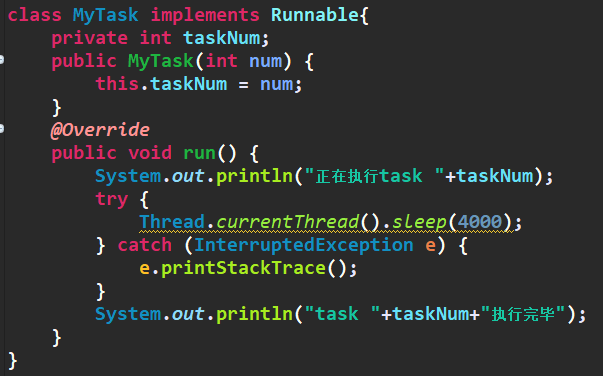 class MyTask implements Runnable{
    private int taskNum;
    public MyTask(int num) {
        this.taskNum = num;
    }
    @Override
    public void run() {
        System.out.println("正在执行task "+taskNum);
        try {
            Thread.currentThread().sleep(4000);
        } catch (InterruptedException e) {
            e.printStackTrace();
        }
        System.out.println("task "+taskNum+"执行完毕");
    }
}